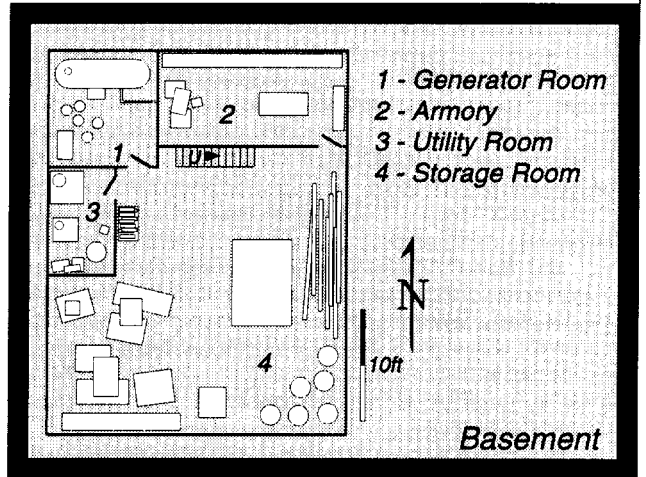 1 - Generator Room
2 - Armory
3 - Utility Room
4 - Storage Room
2
1
U
3
N
4
10ft
Basement